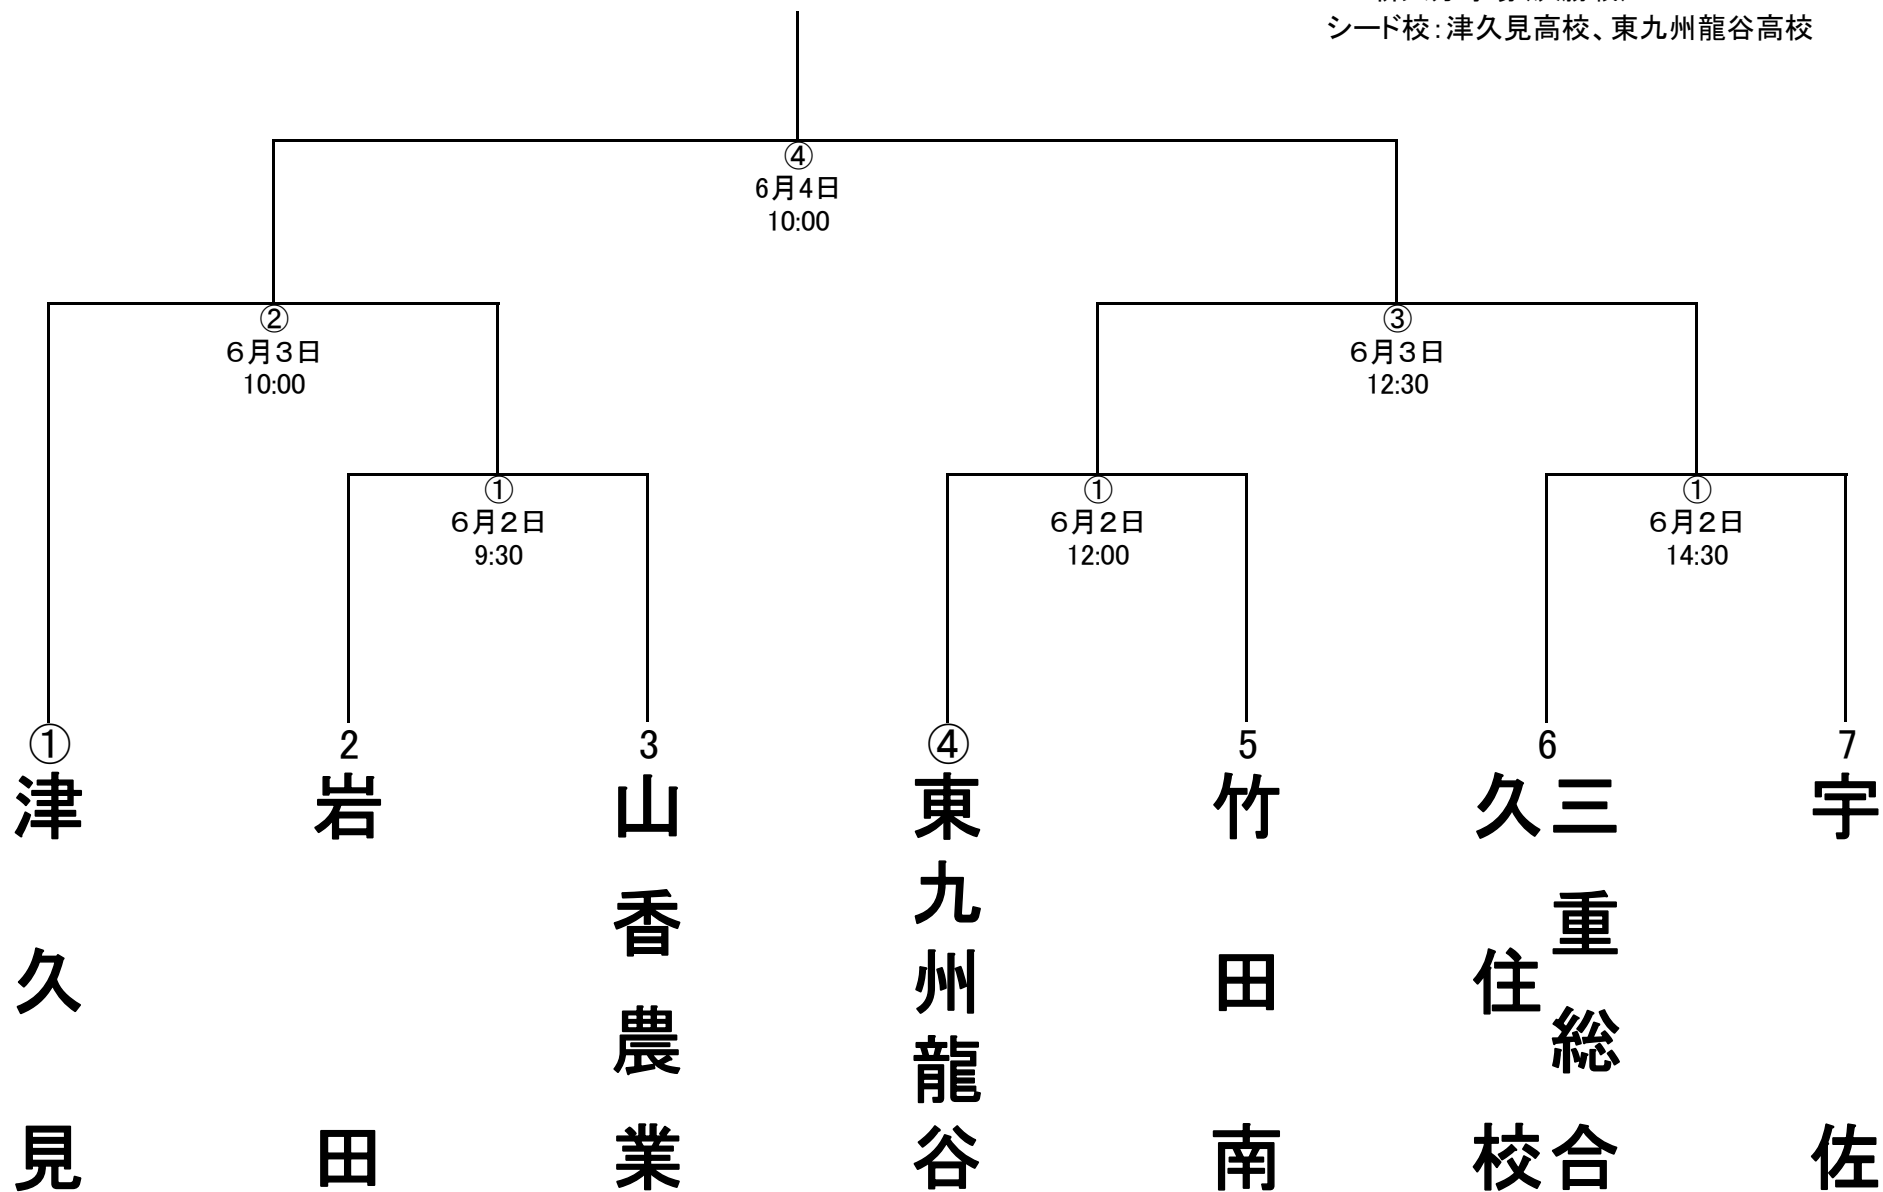 シード校：津久見高校、東九州龍谷高校
④
6月4日
10:00
②
６月３日
10:00
③
６月３日
12:30
①
６月２日
9:30
①
６月２日
12:00
①
６月２日
14:30
①
津久見
2
岩田
3
山香農業
④
東九州龍谷
5
竹田南
6
三重総合
久住校
7
宇佐